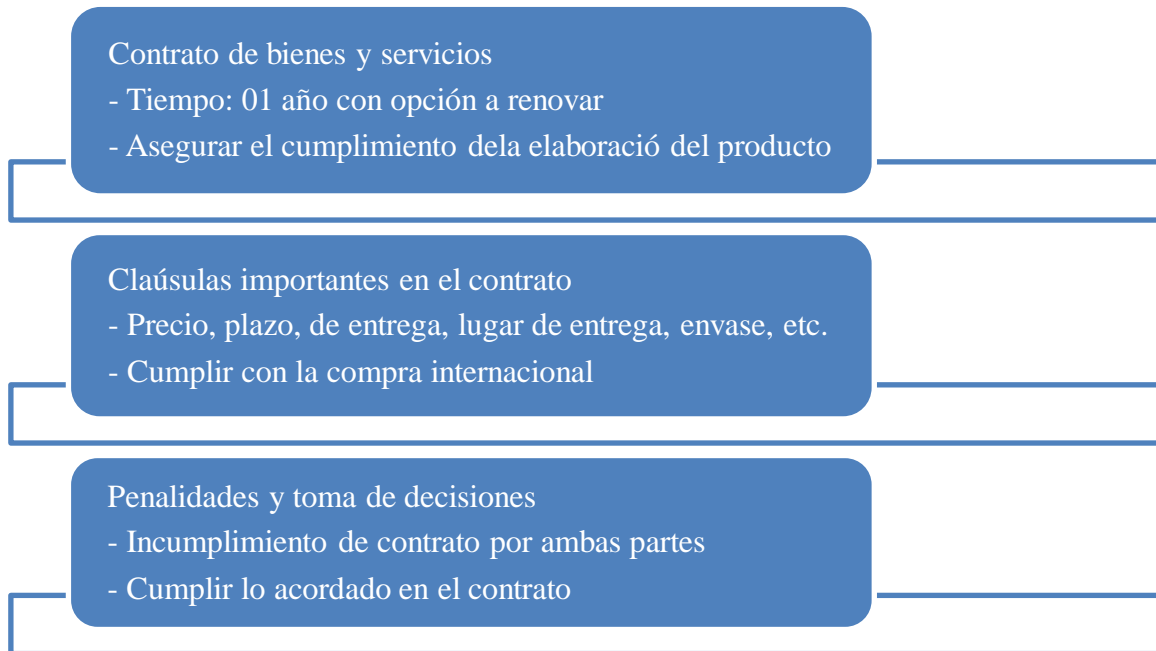 Contrato de bienes y servicios
- Tiempo: 01 año con opción a renovar
- Asegurar el cumplimiento dela elaboració del producto
Claúsulas importantes en el contrato
- Precio, plazo, de entrega, lugar de entrega, envase, etc.
- Cumplir con la compra internacional
Penalidades y toma de decisiones
- Incumplimiento de contrato por ambas partes
- Cumplir lo acordado en el contrato